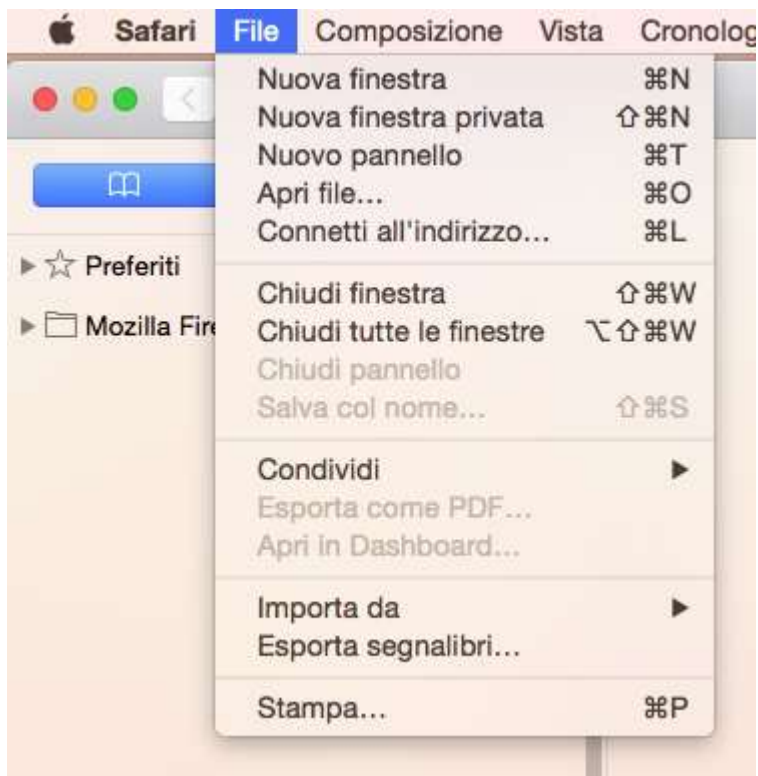 Safari File Composizione Vista Cronolog
Nuova finestra ⌘N
Nuova finestra privata ⇧⌘N
Nuovo pannello ⌘T
Apri file... ⌘O
Connetti all'indirizzo... ⌘L
Preferiti
Chiudi finestra ⇧⌘W
Mozilla Fire
Chiudi tutte le finestre ⌥⇧⌘W
Chiudi pannello
Salva col nome... ⇧⌘S
Condividi ▶
Esporta come PDF...
Apri in Dashboard...
Importa da ▶
Esporta segnalibri...
Stampa... ⌘P